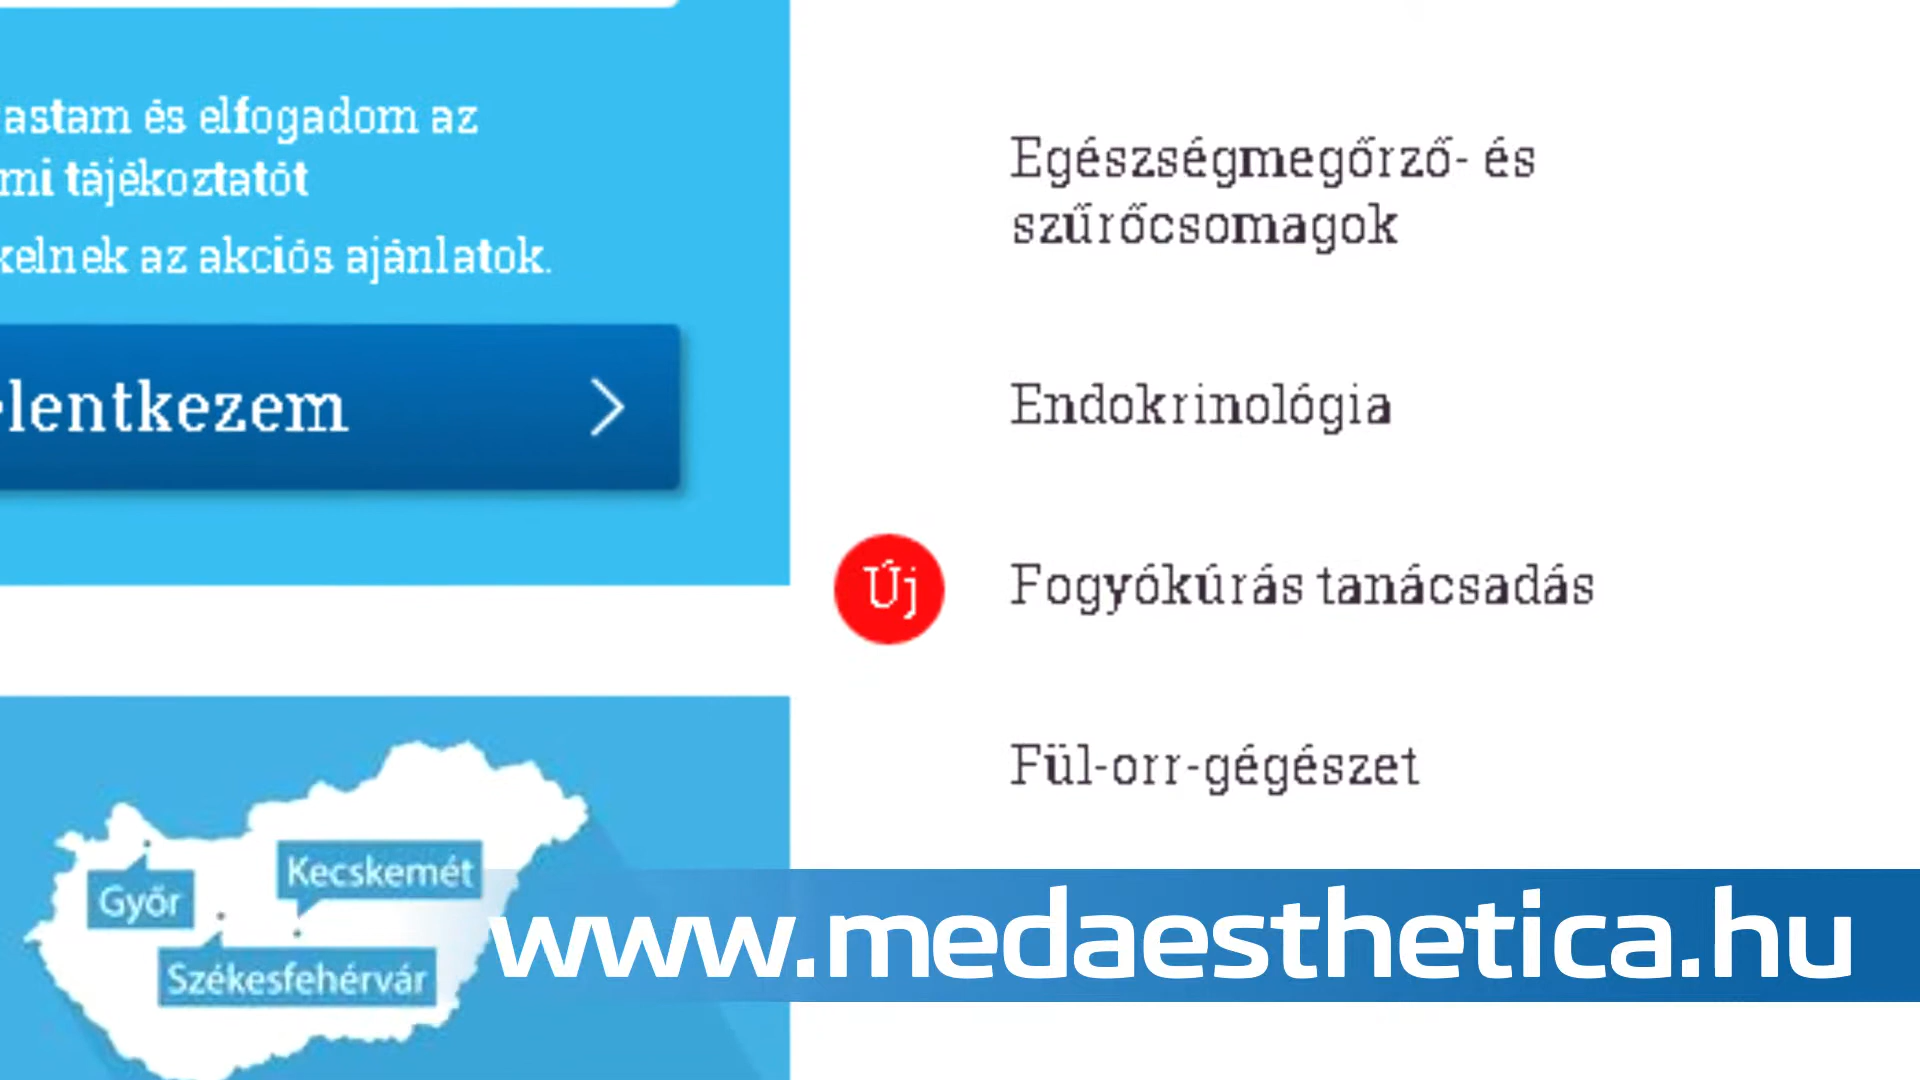 astam és elfogadom az
mi tájékoztatót
kelnek az akciós ajánlatok.
elentkezem
Egészségmegőrző- és
szűrőcsomagok
Endokrinológia
Új
Fogyókúrás tanácsadás
Fül-orr-gégészet
Kecskemét
Győr
Székesfehérvár
www.medaesthetica.hu